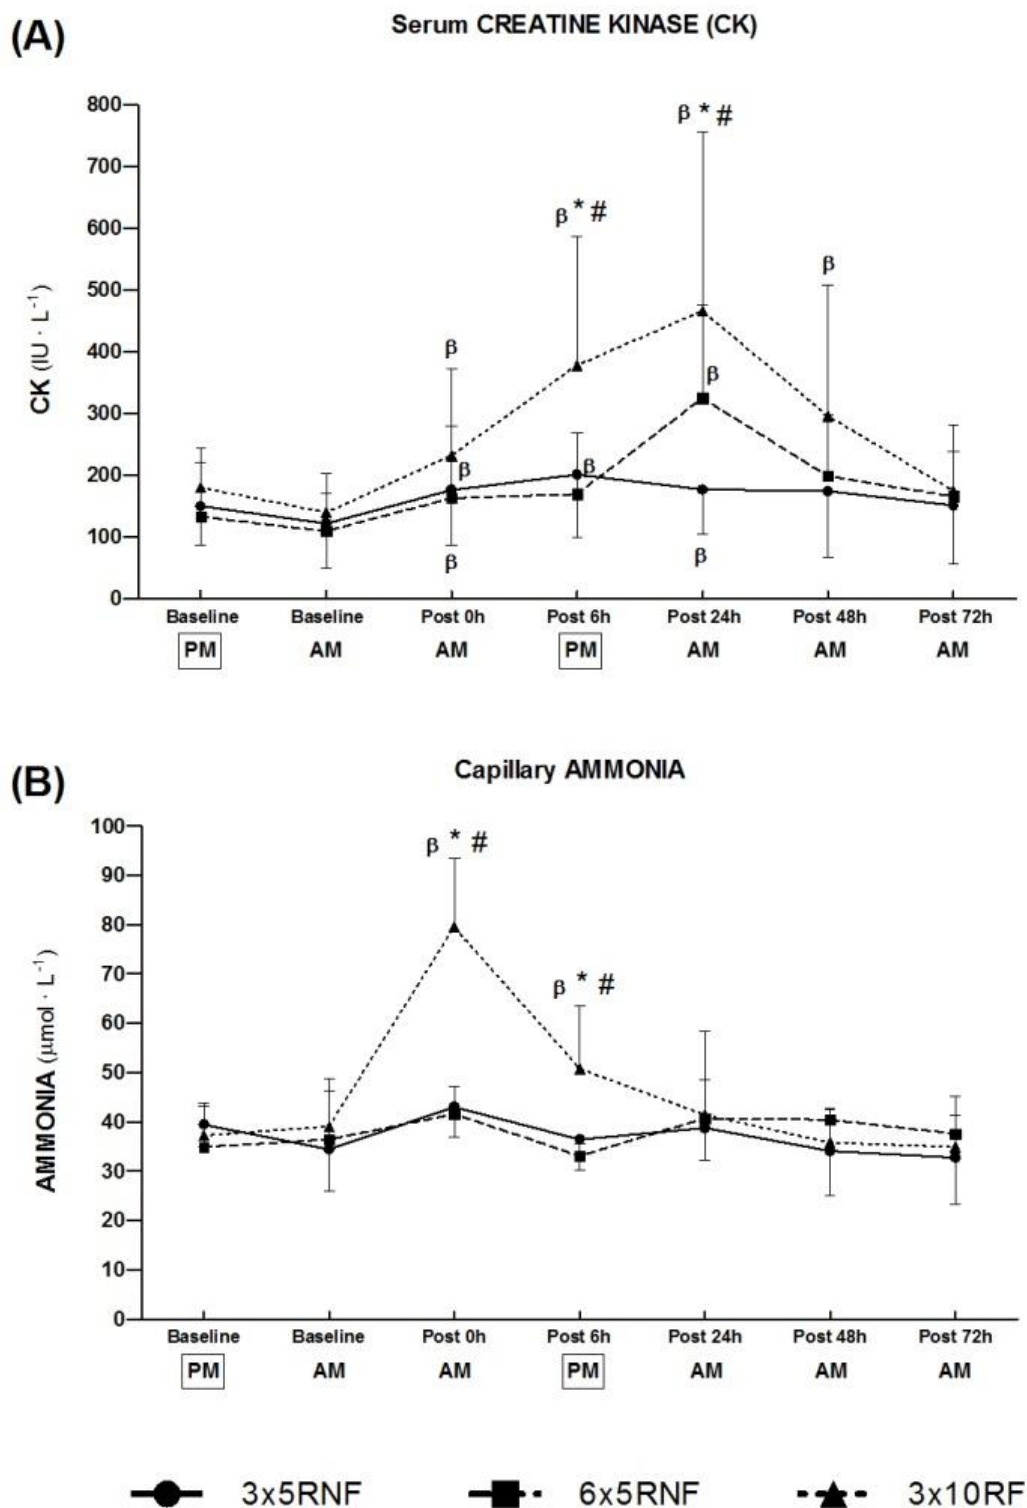 (A)
Serum CREATINE KINASE (CK)
800
700
600
500
400
300
200
100
0
CK (IU · L⁻¹)
β * #
β * #
β
β
β
β
β
β
β
Baseline Baseline Post 0h Post 6h Post 24h Post 48h Post 72h
PM AM AM PM AM AM AM
(B)
Capillary AMMONIA
100
90
80
70
60
50
40
30
20
10
0
AMMONIA (μmol · L⁻¹)
β * #
β * #
Baseline Baseline Post 0h Post 6h Post 24h Post 48h Post 72h
PM AM AM PM AM AM AM
3x5RNF 6x5RNF 3x10RF